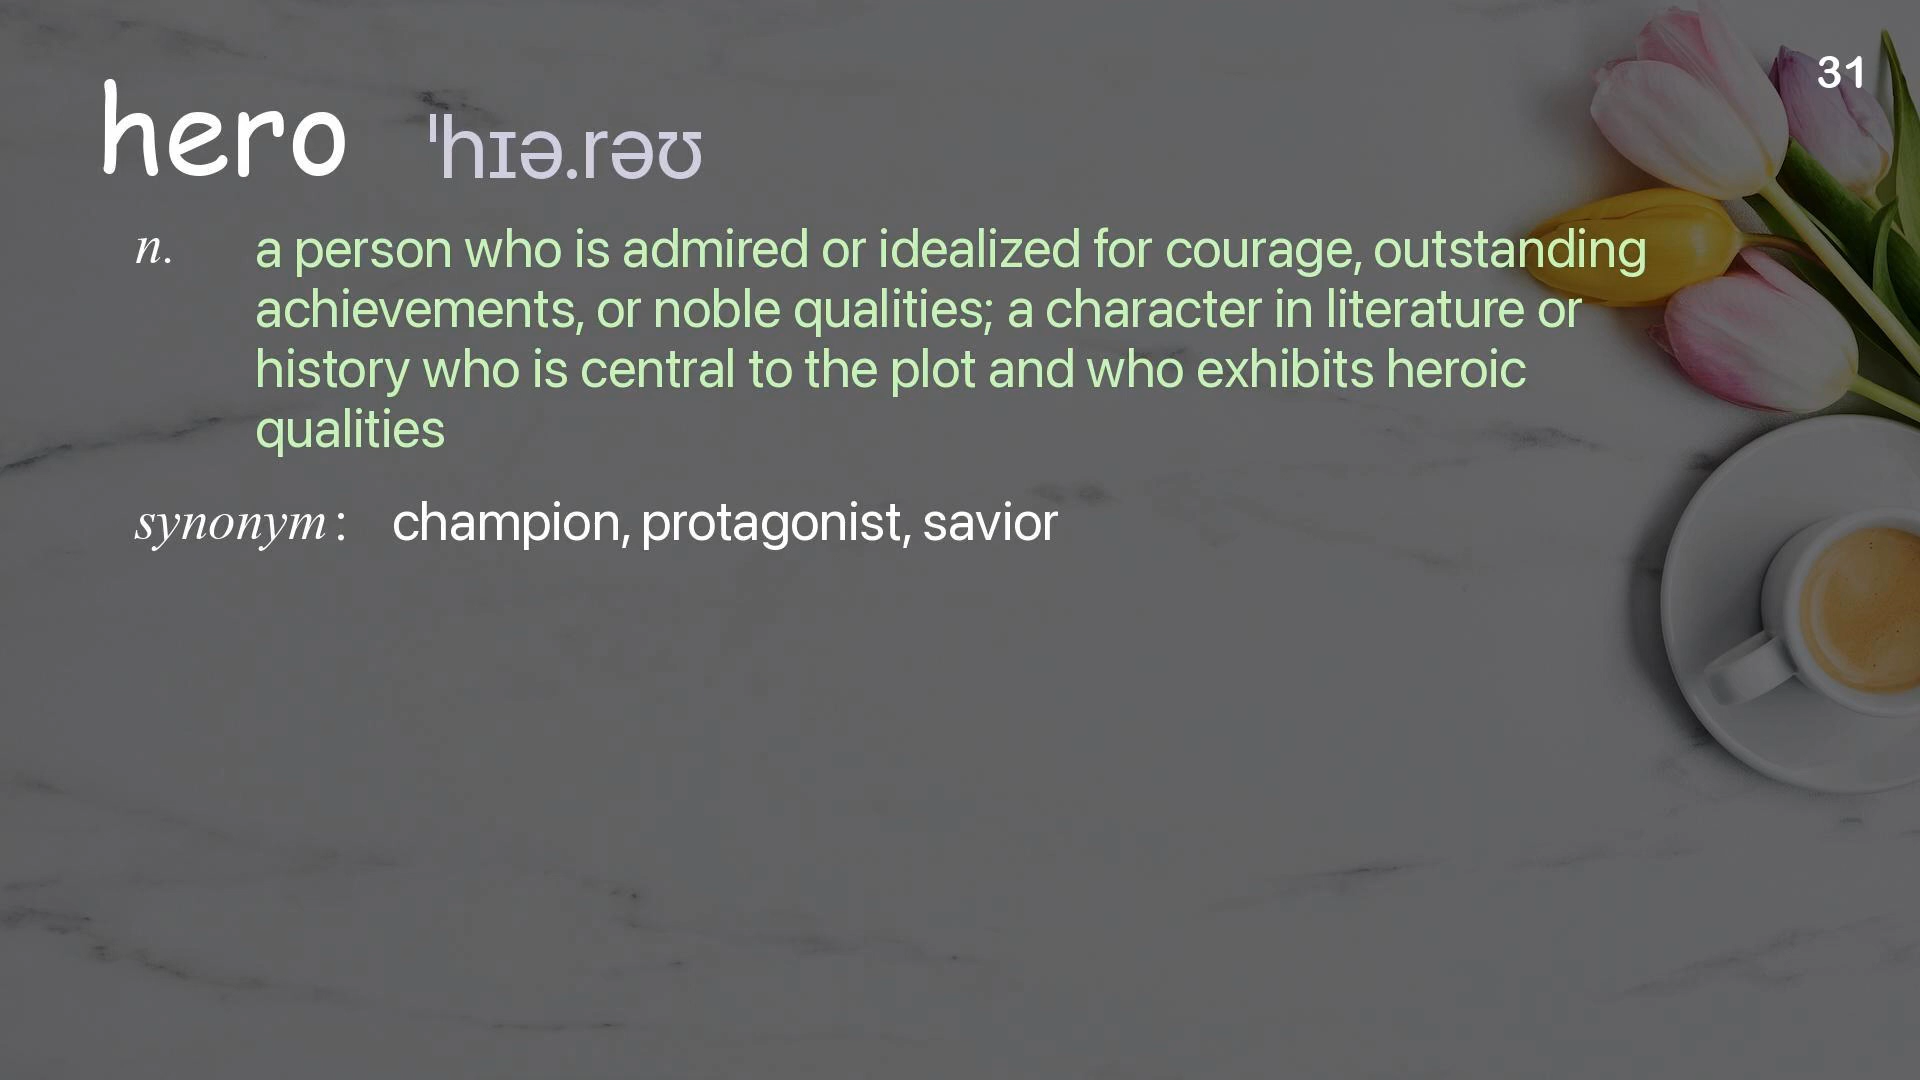 31
hero ˈhɪə.rəʊ
n. a person who is admired or idealized for courage, outstanding
achievements, or noble qualities; a character in literature or
history who is central to the plot and who exhibits heroic
qualities
synonym: champion, protagonist, savior